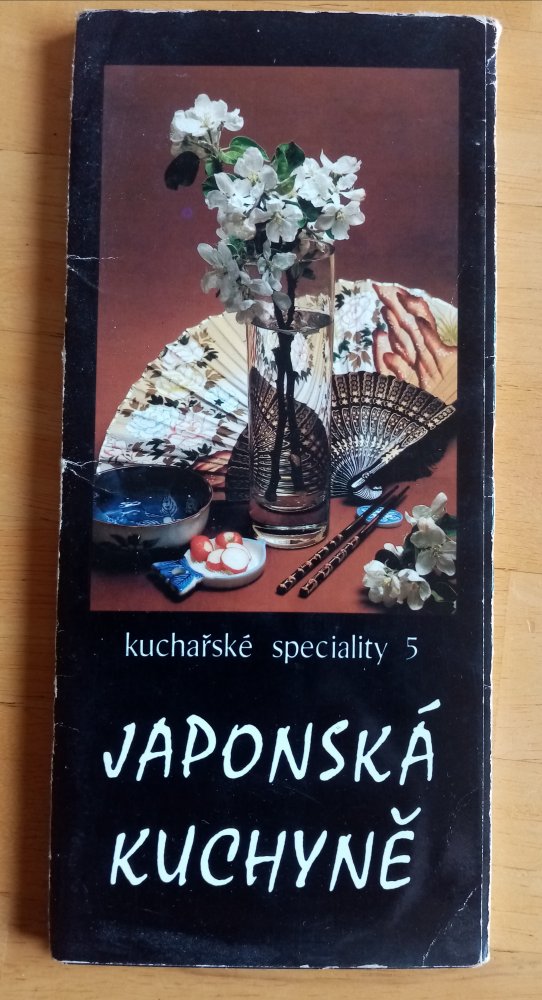 kuchařské speciality 5
JAPONSKÁ
KUCHYNĚ